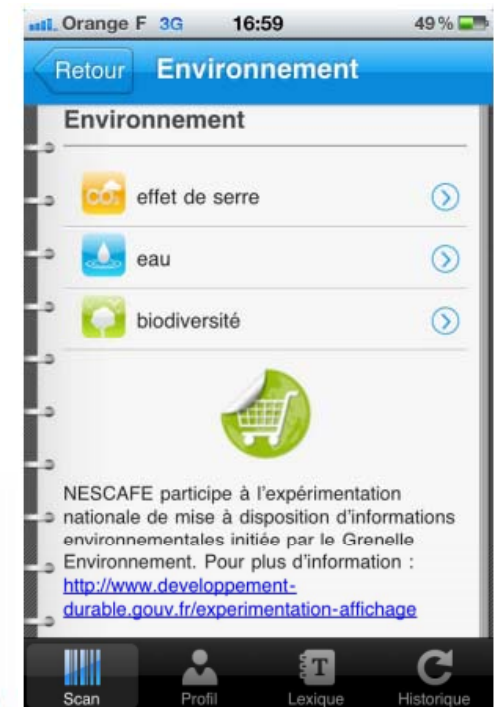 Orange F 3G 16:59 49 %
Retour Environnement
Environnement
CO₂ effet de serre
eau
biodiversité
NESCAFE participe à l'expérimentation
nationale de mise à disposition d'informations
environnementales initiée par le Grenelle
Environnement. Pour plus d'information :
http://www.developpement-
durable.gouv.fr/experimentation-affichage
T
Scan Profil Lexique Historique